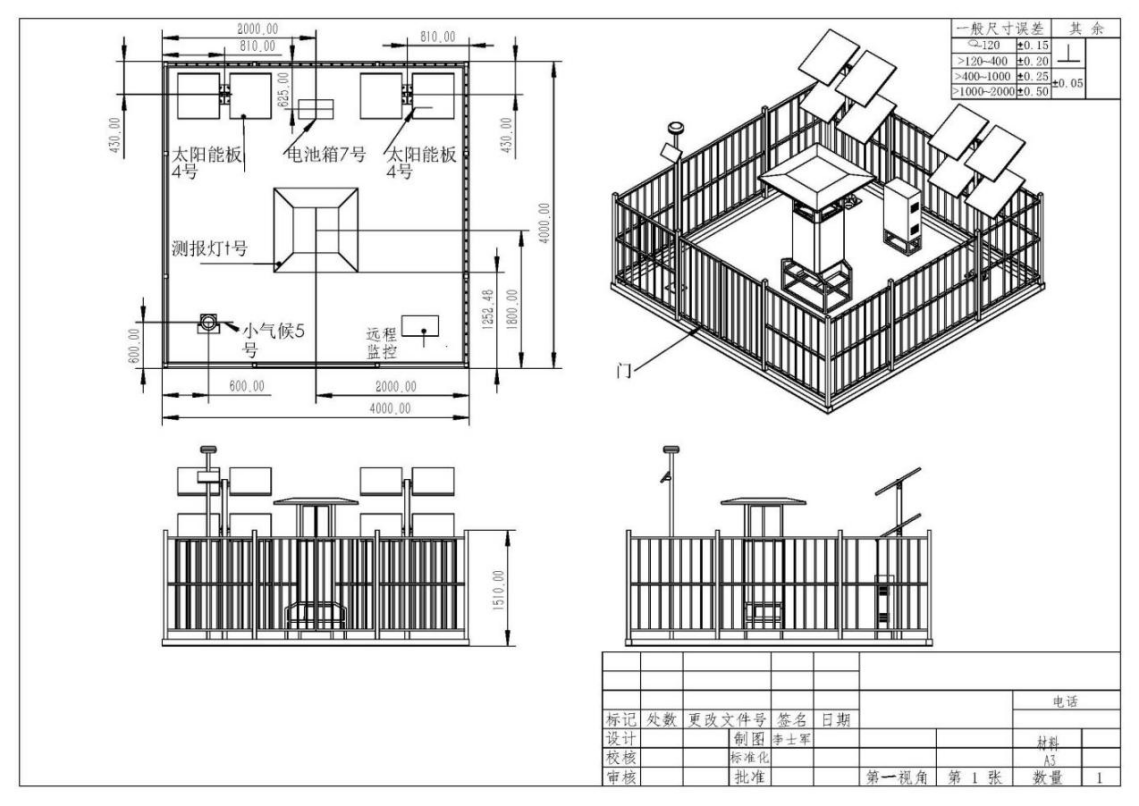 2000.00
810.00
810.00
625.00
430.00
430.00
太阳能板
4号
电池箱7号
太阳能板
4号
测报灯1号
4000.00
1252.48
1800.00
小气候5
号
远程
监控
600.00
600.00
2000.00
4000.00
一般尺寸误差 其 余
±0.15
>120~400 ±0.20
>400~1000 ±0.25
±0.05
>1000~2000 ±0.50
门
1510.00
电话
标记 处数 更改文件号 签名 日期
设计 制图 李士军
材料
校核 标准化
A3
审核 批准 第一视角 第 1 张 数量 1